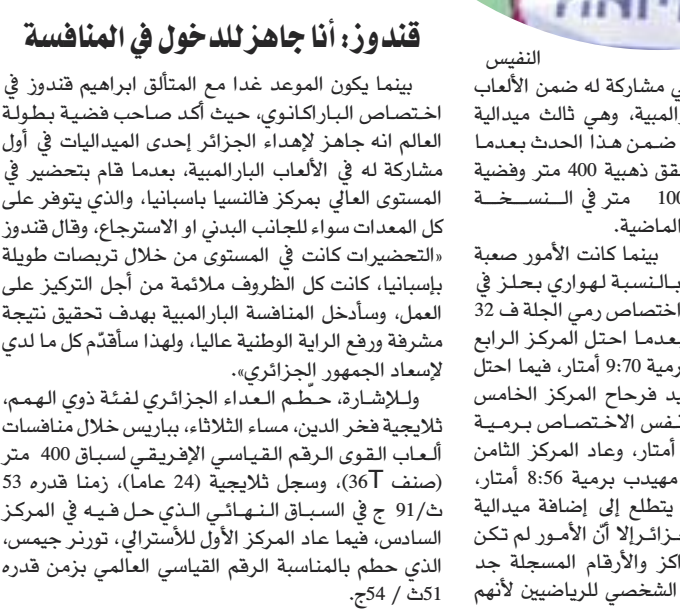 قندوز: أنا جاهز للدخول في المنافسة
بينما يكون الموعد غدا مع المتألق ابراهيم قندوز في
اختصاص الباراكانوي، حيث أكد صاحب فضية بطولة
العالم انه جاهز لإهداء الجزائر إحدى الميداليات في أول
مشاركة له في الألعاب البارالمبية، بعدما قام بتحضير في
المستوى العالي بمركز فالنسيا باسبانيا، والذي يتوفر على
كل المعدات سواء للجانب البدني او الاسترجاع، وقال قندوز
«التحضيرات كانت في المستوى من خلال تربصات طويلة
بإسبانيا، كانت كل الظروف ملائمة من أجل التركيز على
العمل، وسأدخل المنافسة البارالمبية بهدف تحقيق نتيجة
مشرفة ورفع الراية الوطنية عاليا، ولهذا سأقدّم كل ما لدي
لإسعاد الجمهور الجزائري».
وللإشارة، حطّم العداء الجزائري لفئة ذوي الهمم،
ثلايجية فخر الدين، مساء الثلاثاء، بباريس خلال منافسات
ألعاب القوى الرقم القياسي الإفريقي لسباق 400 متر
(صنف 36T)، وسجل ثلايجية (24 عاما)، زمنا قدره 53
ث/91 ج في السباق النهائي الذي حل فيه في المركز
السادس، فيما عاد المركز الأول للأسترالي، تورنر جيمس،
الذي حطم بالمناسبة الرقم القياسي العالمي بزمن قدره
51ث / 54ج.
النفيس
ي مشاركة له ضمن الألعاب
رالمبية، وهي ثالث ميدالية
ضمن هذا الحدث بعدما
قق ذهبية 400 متر وفضية
100 متر في النسخة
الماضية.
بينما كانت الأمور صعبة
بالنسبة لهواري بحلز في
اختصاص رمي الجلة ف 32
بعدما احتل المركز الرابع
رمية 9:70 أمتار، فيما احتل
يد فرحاح المركز الخامس
نفس الاختصاص برمية
أمتار، وعاد المركز الثامن
مهيدب برمية 8:56 أمتار،
يتطلع إلى إضافة ميدالية
جزائر إلا أنّ الأمور لم تكن
اكز والأرقام المسجلة جد
الشخصي للرياضيين لأنهم